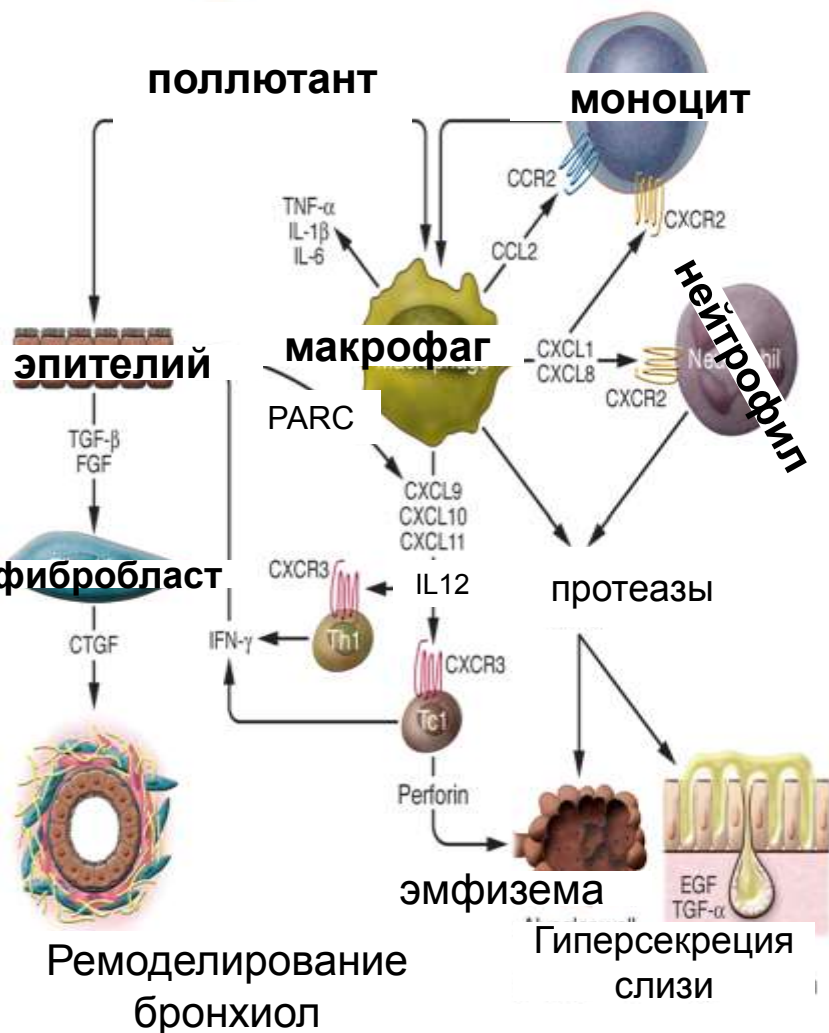 поллютант
моноцит
CCR2
TNF-α
IL-1β
IL-6
CCL2
CXCR2
нейтрофил
эпителий
макрофаг
CXCL1
CXCL8
CXCR2
PARC
TGF-β
FGF
CXCL9
CXCL10
CXCL11
фибробласт
CXCR3
IL12
протеазы
CTGF
IFN-γ
Th1
CXCR3
Tc1
Perforin
эмфизема
EGF
TGF-α
Гиперсекреция
слизи
Ремоделирование
бронхиол